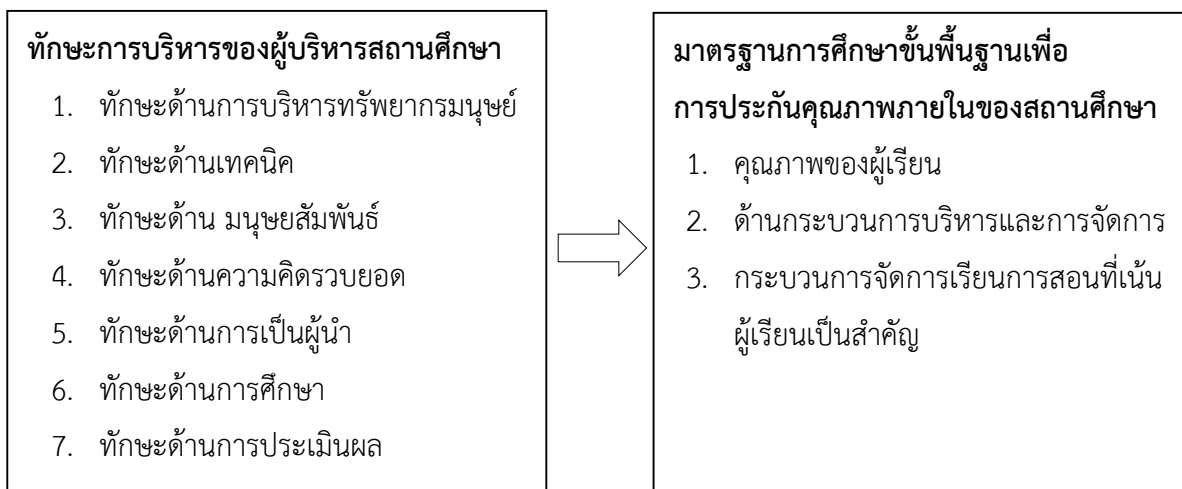 ทักษะการบริหารของผู้บริหารสถานศึกษา
1. ทักษะด้านการบริหารทรัพยากรมนุษย์
2. ทักษะด้านเทคนิค
3. ทักษะด้าน มนุษยสัมพันธ์
4. ทักษะด้านความคิดรวบยอด
5. ทักษะด้านการเป็นผู้นำ
6. ทักษะด้านการศึกษา
7. ทักษะด้านการประเมินผล
มาตรฐานการศึกษาขั้นพื้นฐานเพื่อ
การประกันคุณภาพภายในของสถานศึกษา
1. คุณภาพของผู้เรียน
2. ด้านกระบวนการบริหารและการจัดการ
3. กระบวนการจัดการเรียนการสอนที่เน้น
ผู้เรียนเป็นสำคัญ